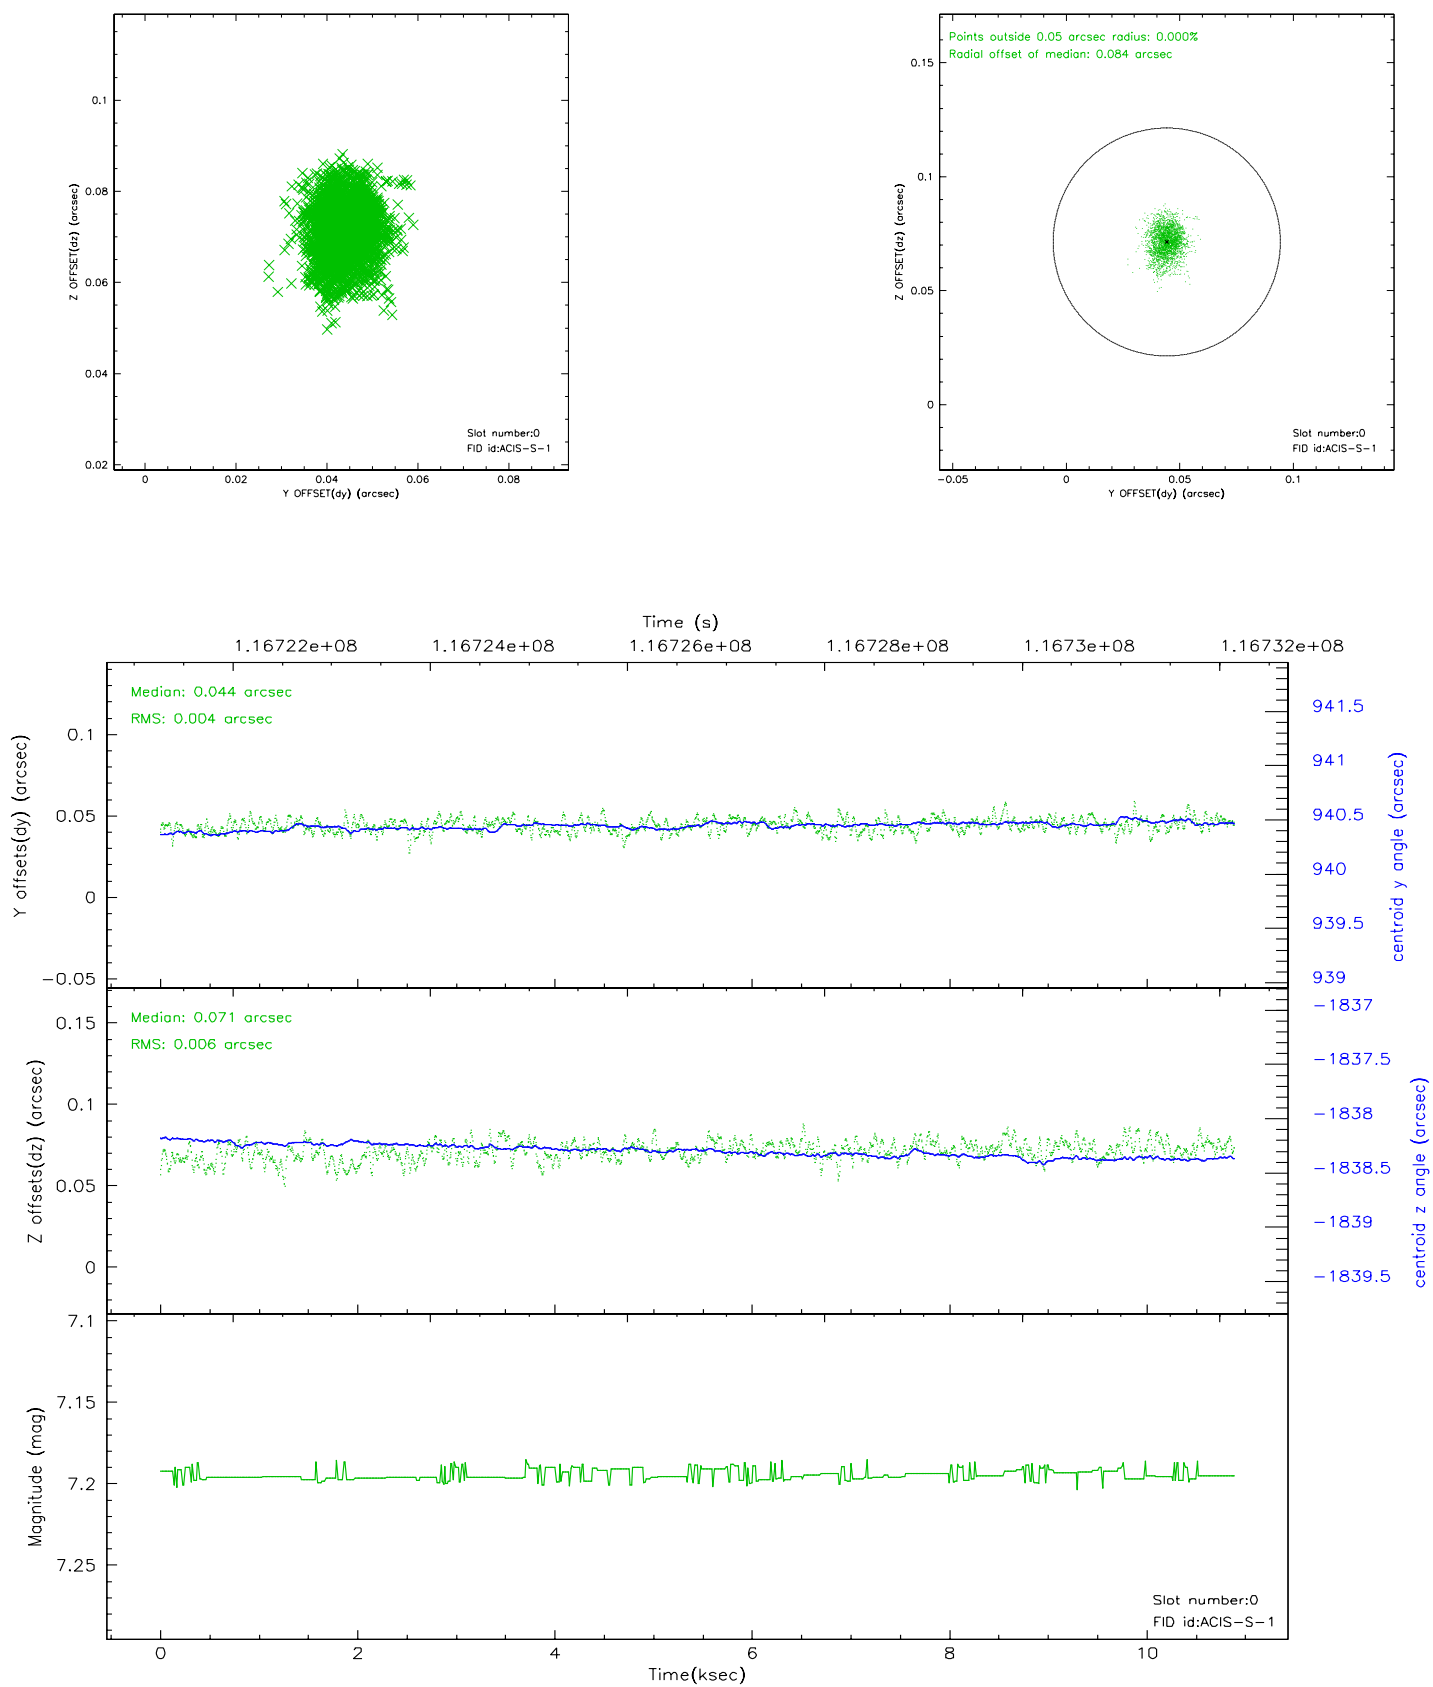 0.1
0.08
0.06
0.04
0.02
Z OFFSET(dz) (arcsec)
Slot number:0
FID id:ACIS-S-1
0 0.02 0.04 0.06 0.08
Y OFFSET(dy) (arcsec)
Points outside 0.05 arcsec radius: 0.000%
Radial offset of median: 0.084 arcsec
0.15
0.1
0.05
0
Z OFFSET(dz) (arcsec)
Slot number:0
FID id:ACIS-S-1
-0.05 0 0.05 0.1
Y OFFSET(dy) (arcsec)
Time (s)
1.16722e+08 1.16724e+08 1.16726e+08 1.16728e+08 1.1673e+08 1.16732e+08
Median: 0.044 arcsec
RMS: 0.004 arcsec
0.1
0.05
0
-0.05
Y offsets(dy) (arcsec)
941.5
941
940.5
940
939.5
939
centroid y angle (arcsec)
Median: 0.071 arcsec
RMS: 0.006 arcsec
0.15
0.1
0.05
0
Z offsets(dz) (arcsec)
-1837
-1837.5
-1838
-1838.5
-1839
-1839.5
centroid z angle (arcsec)
7.1
7.15
7.2
7.25
Magnitude (mag)
Slot number:0
FID id:ACIS-S-1
0 2 4 6 8 10
Time(ksec)